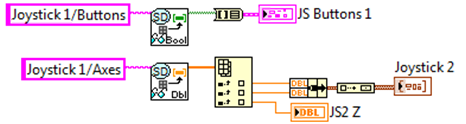 Joystick 1/Buttons
SD
Bool
JS Buttons 1
Joystick 1/Axes
SD
Dbl
DBL
DBL
Joystick 2
DBL
JS2 Z